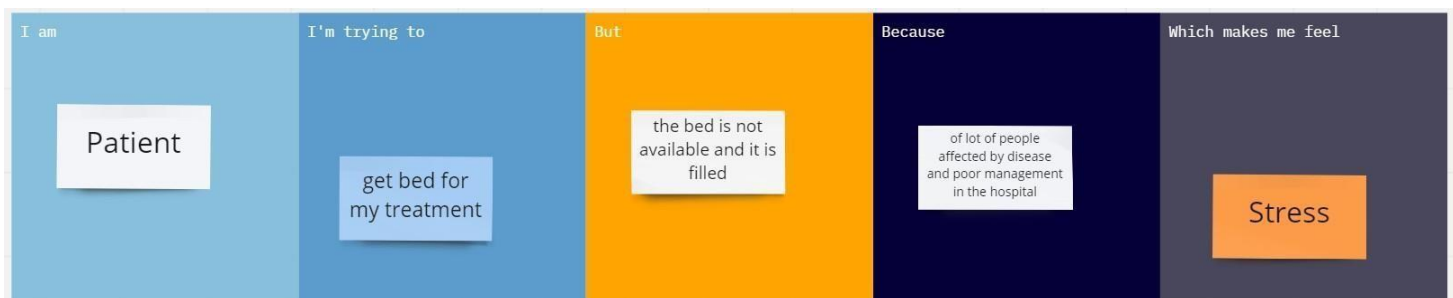 I am
Patient
I'm trying to
get bed for
my treatment
But
the bed is not
available and it is
filled
Because
of lot of people
affected by disease
and poor management
in the hospital
Which makes me feel
Stress